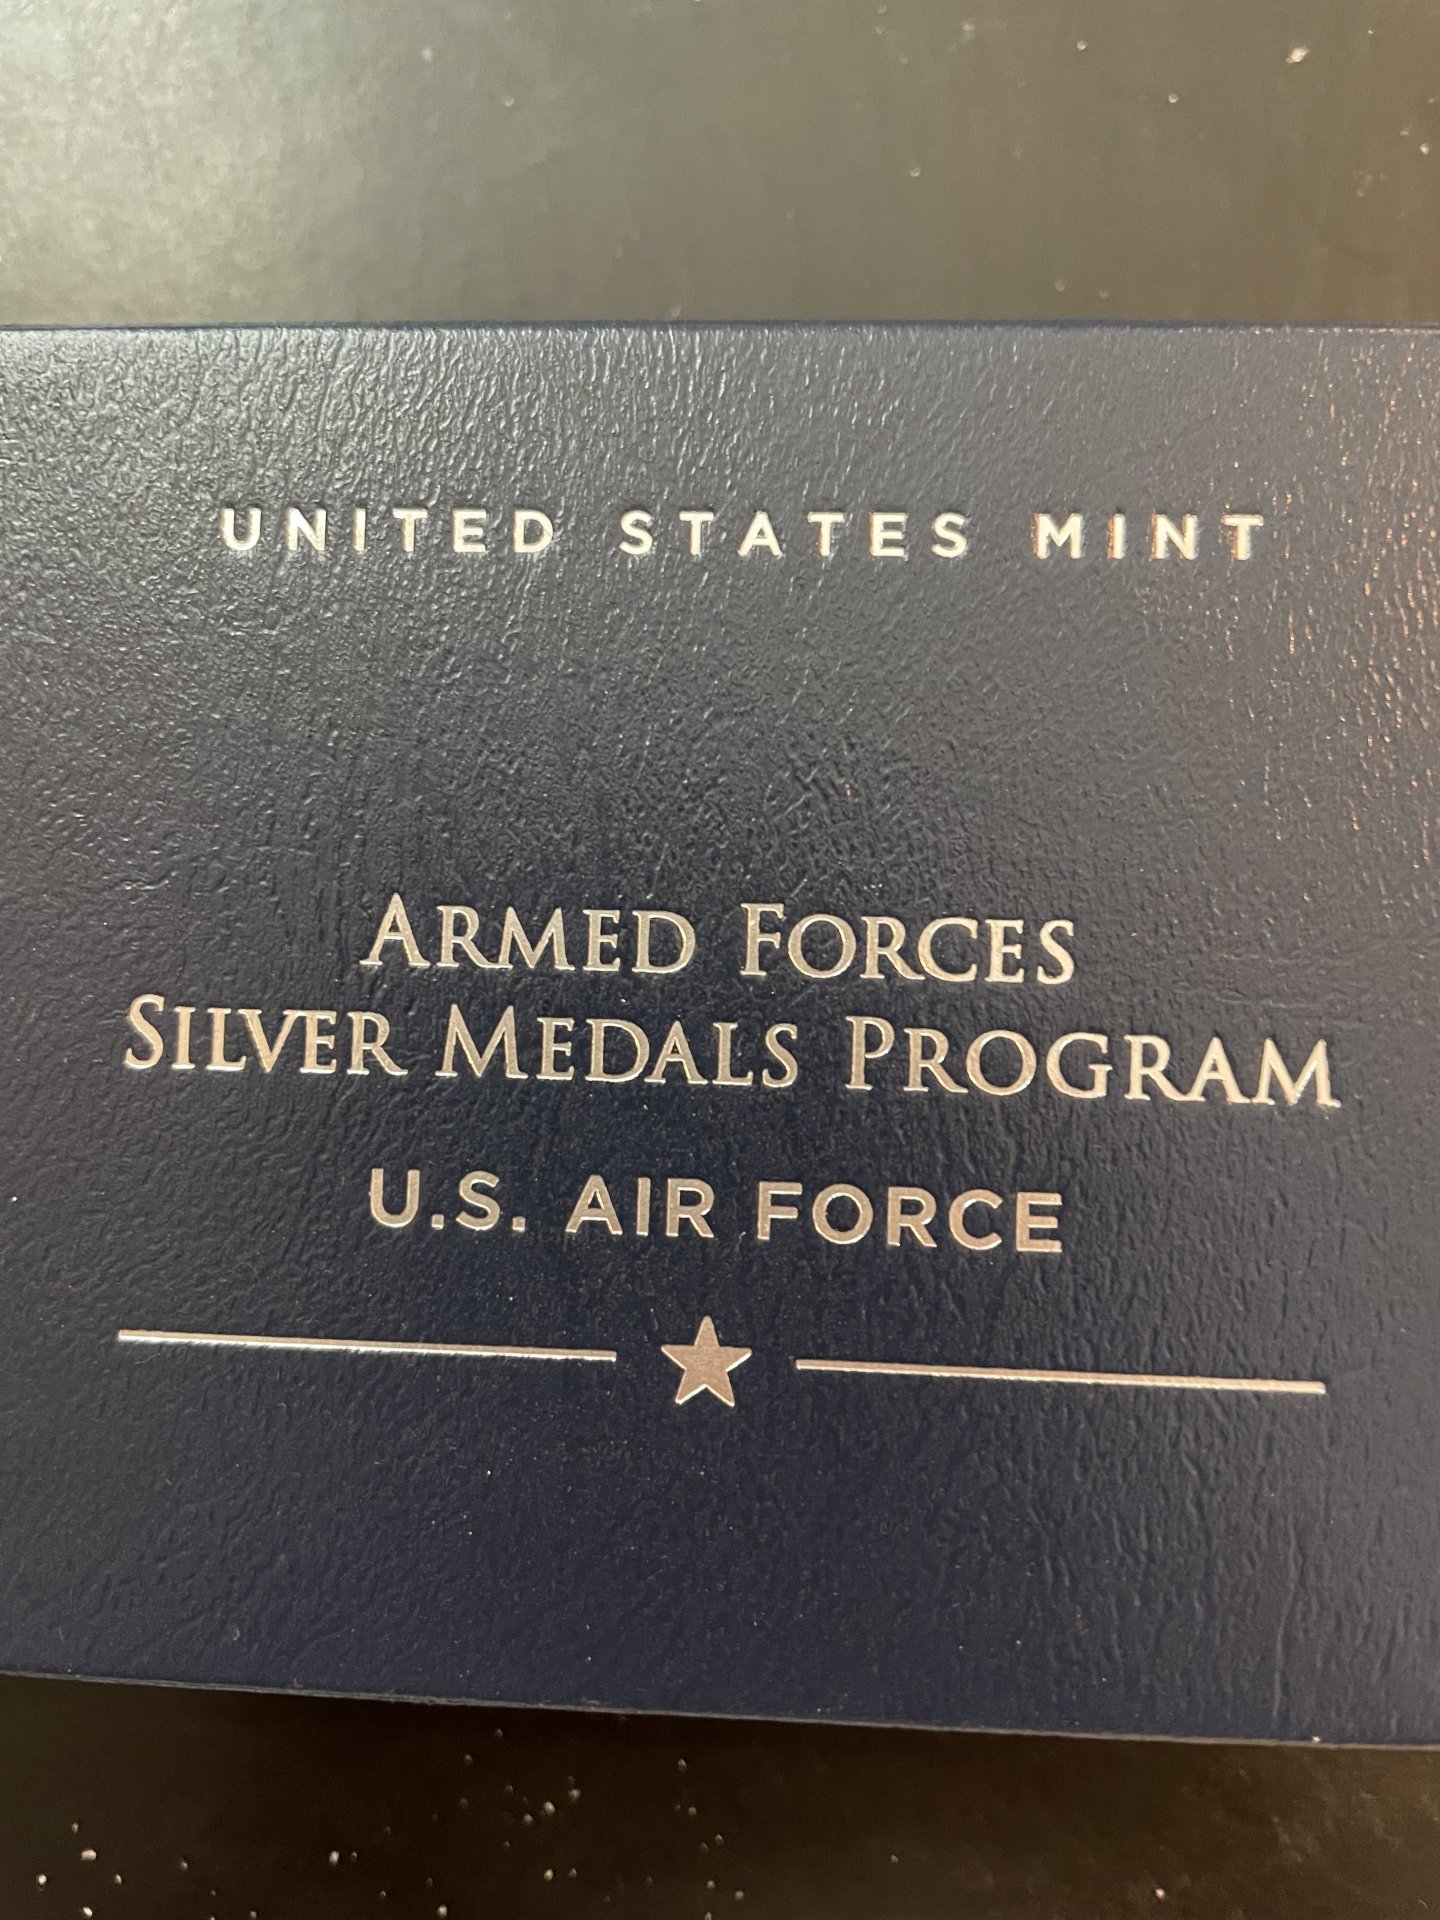 UNITED STATES MINT
ARMED FORCES
SILVER MEDALS PROGRAM
U.S. AIR FORCE